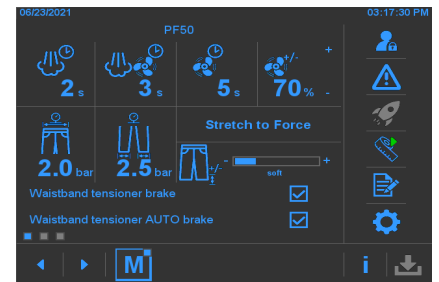 06/23/2021 03:17:30 PM
PF50
+/- +
2 s 3 s 5 s 70 % -
Stretch to Force
2.0 bar 2.5 bar +/- - +
soft
Waistband tensioner brake
Waistband tensioner AUTO brake
M i